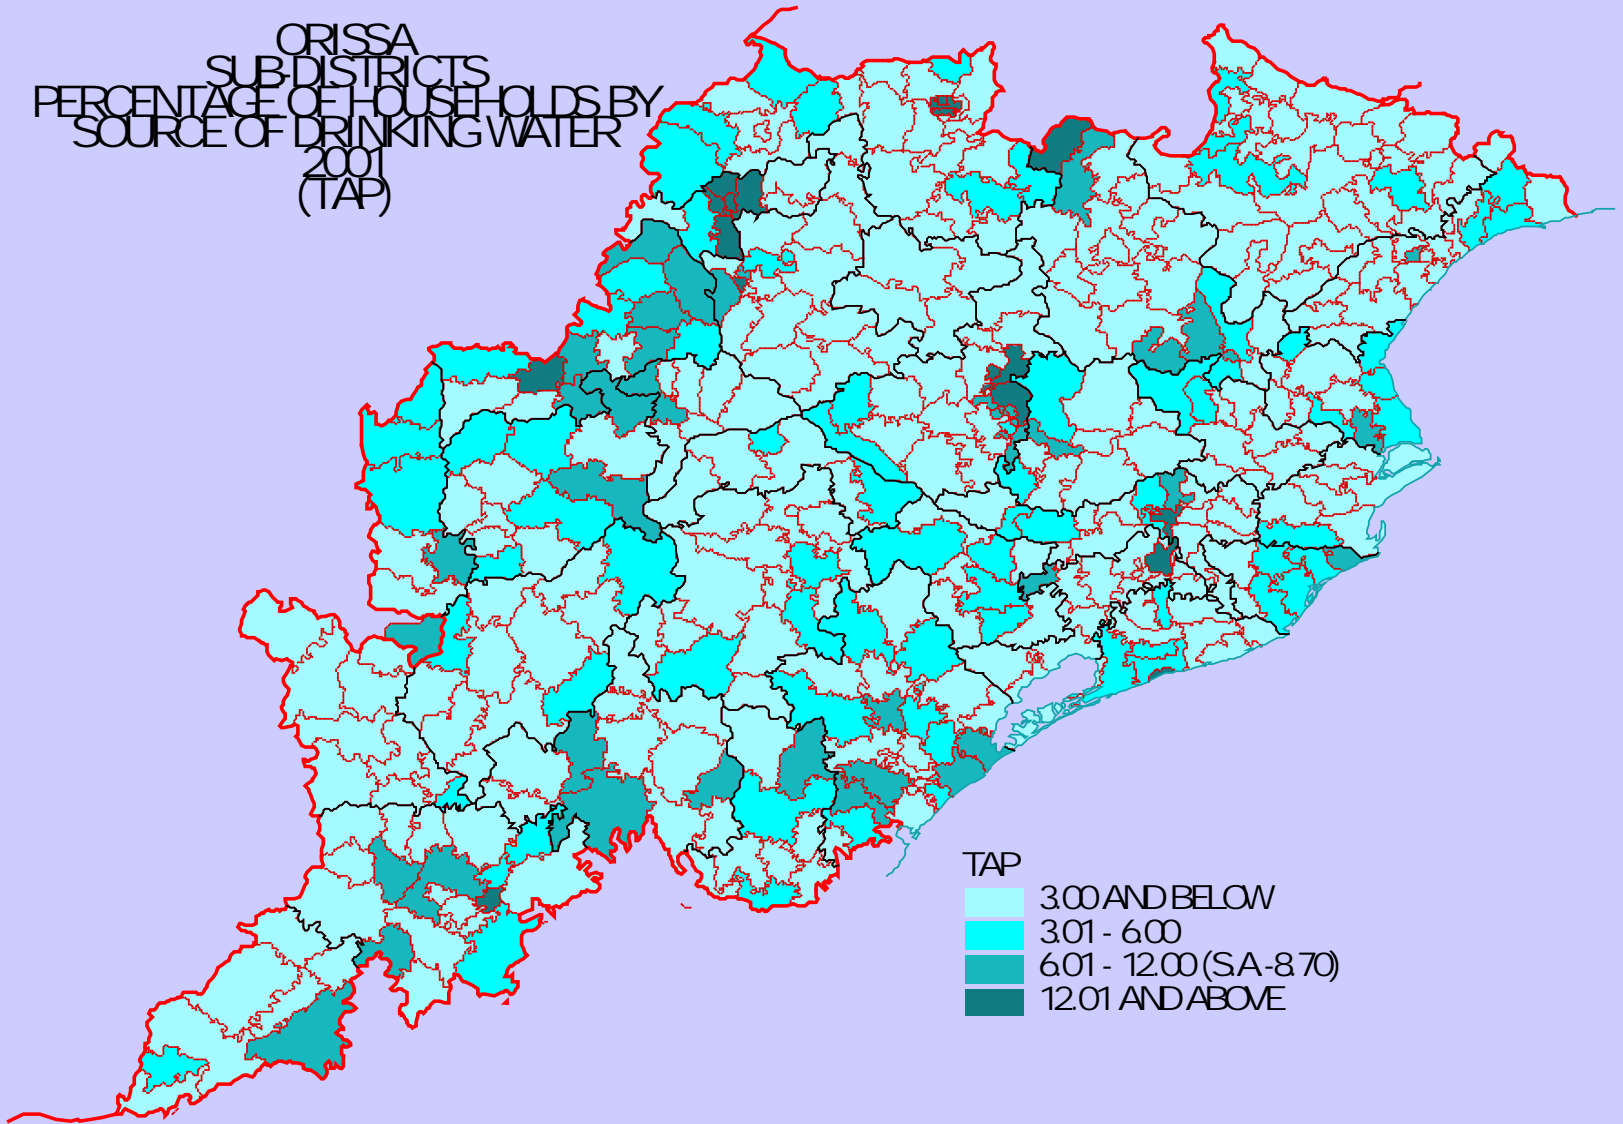 ORISSA
SUB-DISTRICTS
PERCENTAGE OF HOUSEHOLDS BY
SOURCE OF DRINKING WATER
2001
(TAP)
TAP
3.00 AND BELOW
3.01 - 6.00
6.01 - 12.00 (S.A.-8.70)
12.01 AND ABOVE